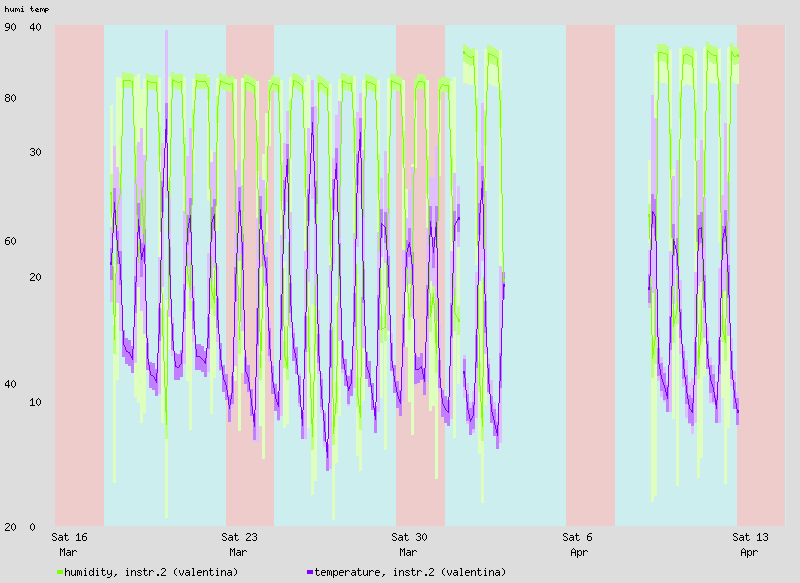 humi temp
90 40
80
30
60
20
40
10
20 0
Sat 16 Sat 23 Sat 30 Sat 6 Sat 13
Mar Mar Mar Apr Apr
humidity, instr.2 (valentina) temperature, instr.2 (valentina)